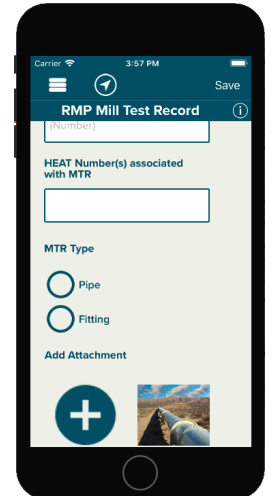 Carrier 3:57 PM
Save
RMP Mill Test Record
(Number)
HEAT Number(s) associated
with MTR
MTR Type
Pipe
Fitting
Add Attachment